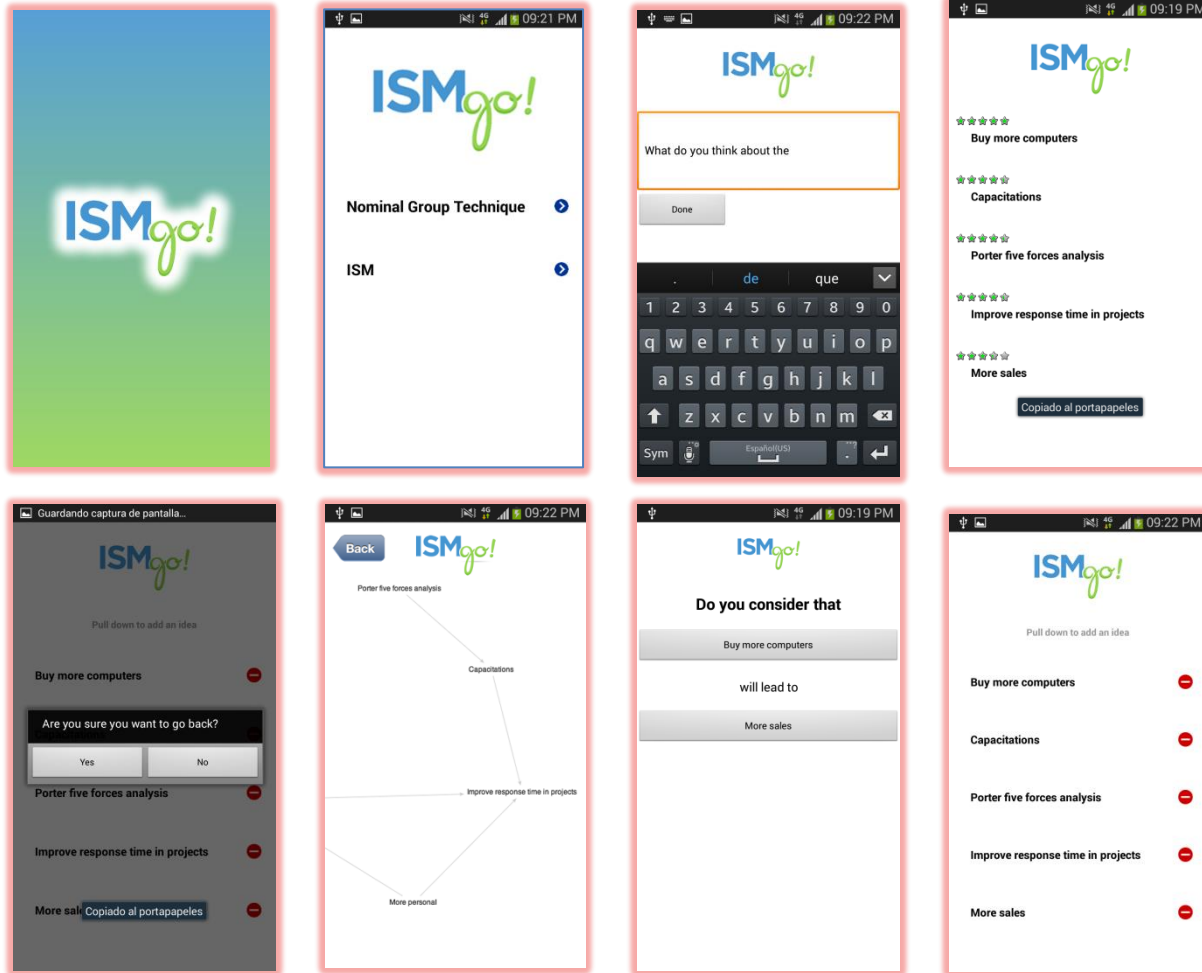 ISMgo!
09:21 PM
ISMgo!
Nominal Group Technique
ISM
09:22 PM
ISMgo!
What do you think about the
Done
. de que
1 2 3 4 5 6 7 8 9 0
q w e r t y u i o p
a s d f g h j k l
z x c v b n m
Sym Español(US) .
4G 09:19 PM
ISMgo!
Buy more computers
Capacitations
Porter five forces analysis
Improve response time in projects
More sales
Copiado al portapapeles
Guardando captura de pantalla...
ISMgo!
Pull down to add an idea
Buy more computers
Are you sure you want to go back?
Yes No
Porter five forces analysis
Improve response time in projects
More sal
Copiado al portapapeles
4G 09:22 PM
Back ISMgo!
Porter five forces analysis
Capacitations
Improve response time in projects
More personal
4G 09:19 PM
ISMgo!
Do you consider that
Buy more computers
will lead to
More sales
4G 09:22 PM
ISMgo!
Pull down to add an idea
Buy more computers
Capacitations
Porter five forces analysis
Improve response time in projects
More sales